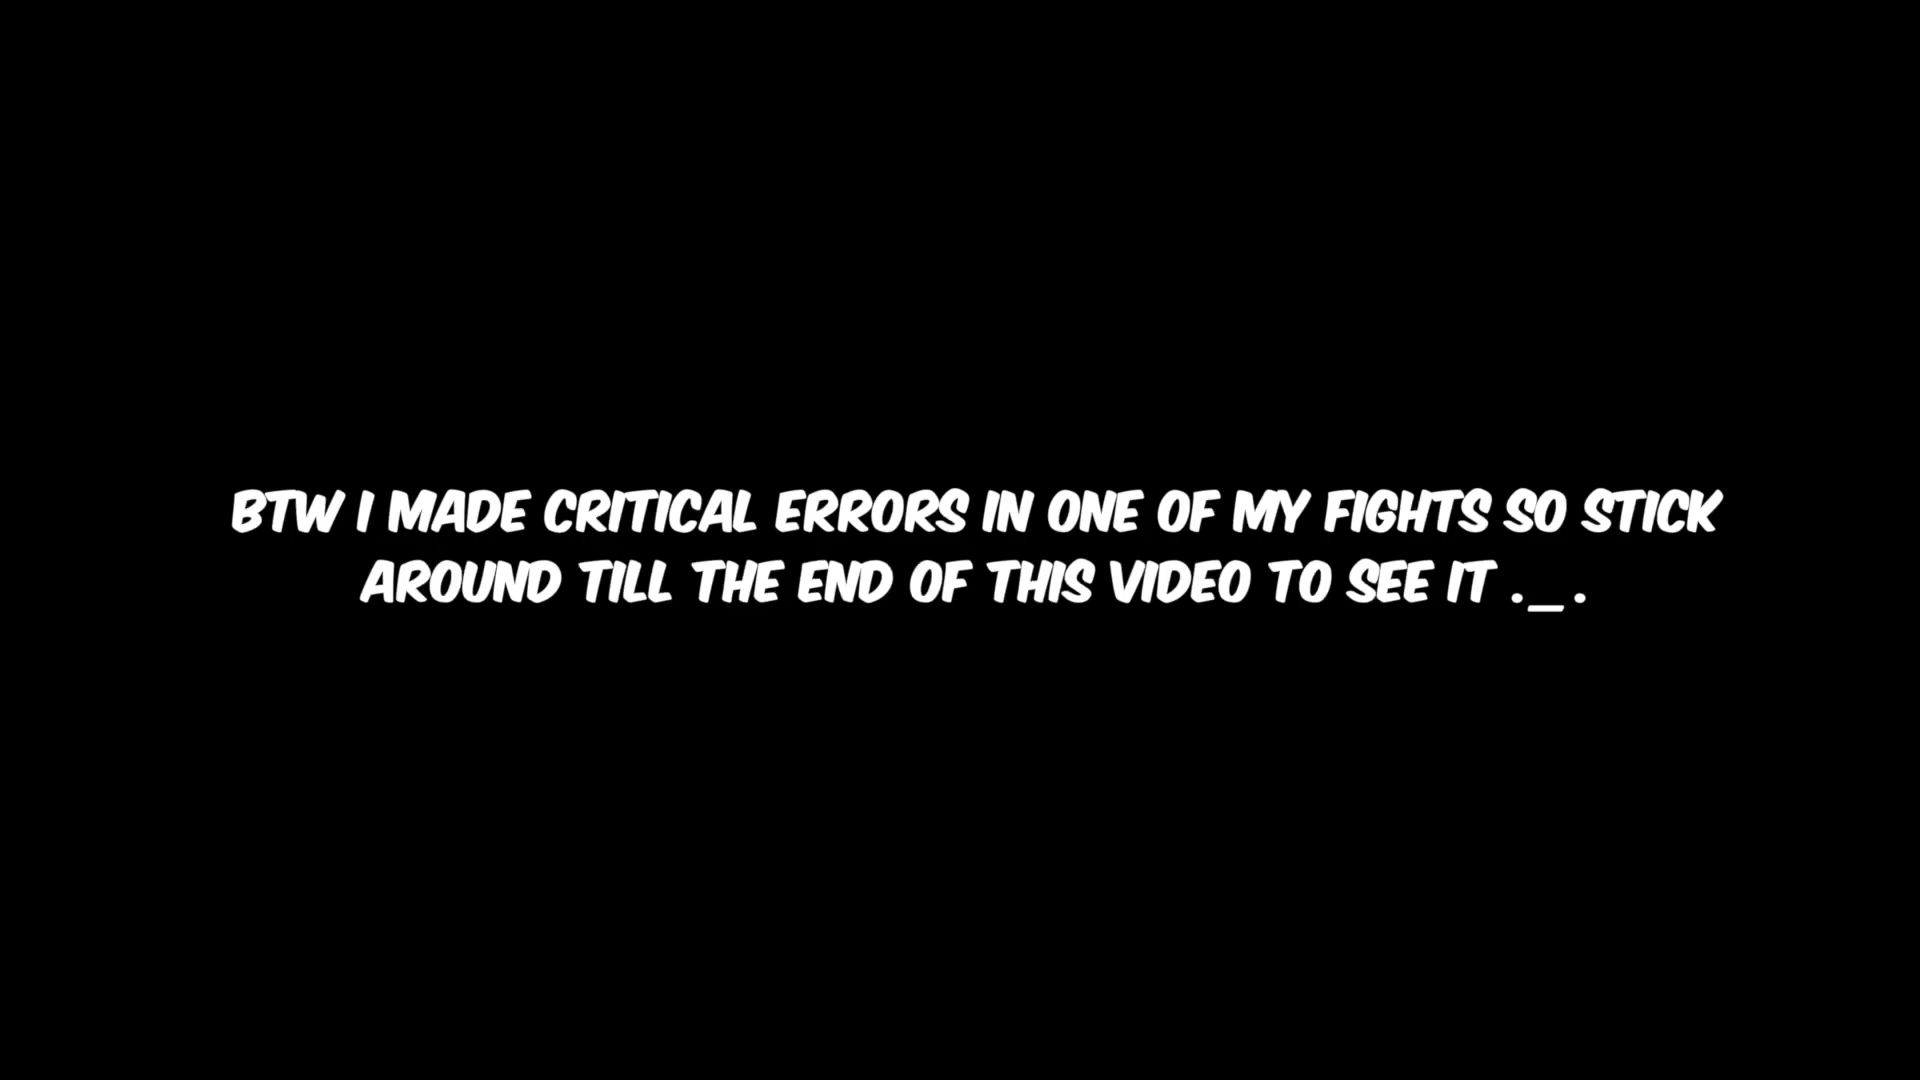 BTW I MADE CRITICAL ERRORS IN ONE OF MY FIGHTS SO STICK
AROUND TILL THE END OF THIS VIDEO TO SEE IT ._.